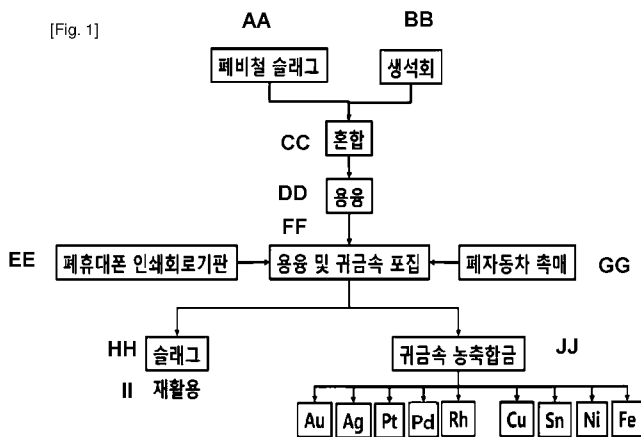 [Fig. 1]
AA
BB
폐비철 슬래그
생석회
CC
혼합
DD
용융
FF
EE
폐휴대폰 인쇄회로기판
용융 및 귀금속 포집
폐자동차 촉매
GG
HH
슬래그
귀금속 농축합금
JJ
II
재활용
Au
Ag
Pt
Pd
Rh
Cu
Sn
Ni
Fe